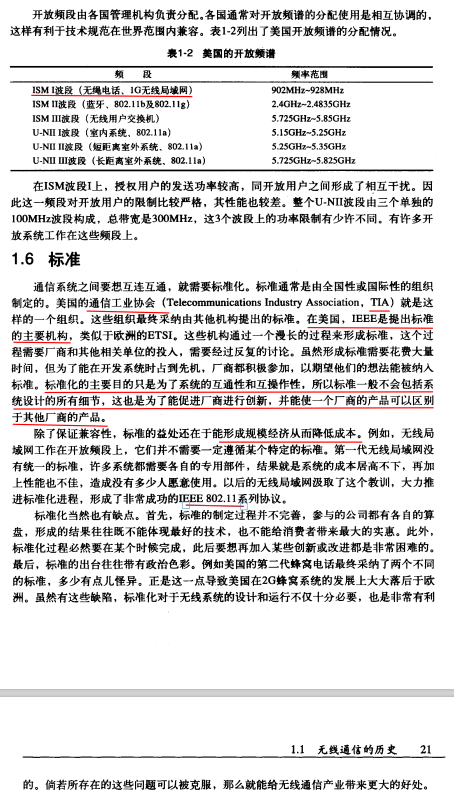 开放频段由各国管理机构负责分配。各国通常对开放频谱的分配使用是相互协调的，
这样有利于技术规范在世界范围内兼容。表1-2列出了美国开放频谱的分配情况。
表1-2 美国的开放频谱
频 段 频率范围
ISM I波段（无绳电话、1G无线局域网） 902MHz~928MHz
ISM II波段（蓝牙、802.11b及802.11g） 2.4GHz~2.4835GHz
ISM III波段（无线用户交换机） 5.725GHz~5.85GHz
U-NII I波段（室内系统、802.11a） 5.15GHz~5.25GHz
U-NII II波段（短距离室外系统、802.11a） 5.25GHz~5.35GHz
U-NII III波段（长距离室外系统、802.11a） 5.725GHz~5.825GHz
在ISM波段I上，授权用户的发送功率较高，同开放用户之间形成了相互干扰。因
此这一频段对开放用户的限制比较严格，其性能也较差。整个U-NII波段由三个单独的
100MHz波段构成，总带宽是300MHz，这3个波段上的功率限制有少许不同。有许多开
放系统工作在这些频段上。
1.6 标准
通信系统之间要想互连互通，就需要标准化。标准通常是由全国性或国际性的组织
制定的。美国的通信工业协会（Telecommunications Industry Association，TIA）就是这
样的一个组织。这些组织最终采纳由其他机构提出的标准。在美国，IEEE是提出标准
的主要机构，类似于欧洲的ETSI。这些机构通过一个漫长的过程来形成标准，这个过
程需要厂商和其他相关单位的投入，需要经过反复的讨论。虽然形成标准需要花费大量
时间，但为了能在开发系统时占到先机，厂商都积极参加，以期望他们的想法能被纳入
标准。标准化的主要目的只是为了系统的互通性和互操作性，所以标准一般不会包括系
统设计的所有细节，这也是为了能促进厂商进行创新，并能使一个厂商的产品可以区别
于其他厂商的产品。
除了保证兼容性，标准的益处还在于能形成规模经济从而降低成本。例如，无线局
域网工作在开放频段上，它们并不需要一定遵循某个特定的标准。第一代无线局域网没
有统一的标准，许多系统都需要各自的专用部件，结果就是系统的成本居高不下，再加
上性能也不佳，造成没有多少人愿意使用。以后的无线局域网汲取了这个教训，大力推
进标准化进程，形成了非常成功的IEEE 802.11系列协议。
标准化当然也有缺点。首先，标准的制定过程并不完善，参与的公司都有各自的算
盘，形成的结果往往既不能体现最好的技术，也不能给消费者带来最大的实惠。此外，
标准化过程必然要在某个时候完成，此后要想再加入某些创新或改进都是非常困难的。
最后，标准的出台往往带有政治色彩。例如美国的第二代蜂窝电话最终采纳了两个不同
的标准，多少有点儿怪异。正是这一点导致美国在2G蜂窝系统的发展上大大落后于欧
洲。虽然有这些缺陷，标准化对于无线系统的设计和运行不仅十分必要，也是非常有利
1.1 无线通信的历史 21
的。倘若所存在的这些问题可以被克服，那么就能给无线通信产业带来更大的好处。